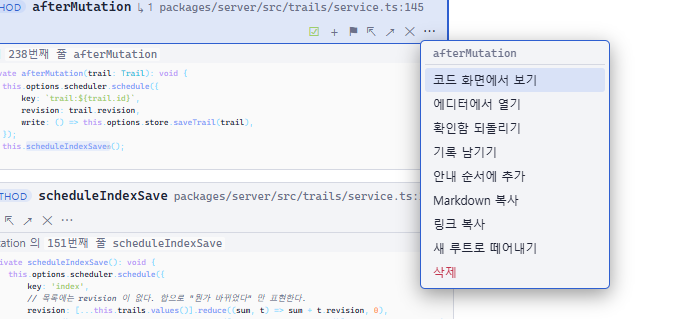 THOD afterMutation ↳ 1 packages/server/src/trails/service.ts:145
238번째 줄 afterMutation
ivate afterMutation(trail: Trail): void {
this.options.scheduler.schedule({
key: `trail:${trail.id}`,
revision: trail.revision,
write: () => this.options.store.saveTrail(trail),
});
this.scheduleIndexSave();
afterMutation
코드 화면에서 보기
에디터에서 열기
확인함 되돌리기
기록 남기기
안내 순서에 추가
Markdown 복사
링크 복사
새 루트로 떼어내기
삭제
THOD scheduleIndexSave packages/server/src/trails/service.ts:
tation 의 151번째 줄 scheduleIndexSave
ivate scheduleIndexSave(): void {
this.options.scheduler.schedule({
key: 'index',
// 목록에는 revision 이 없다. 합으로 "뭔가 바뀌었다" 만 표현한다.
revision: [...this.trails.values()].reduce((sum, t) => sum + t.revision, 0),